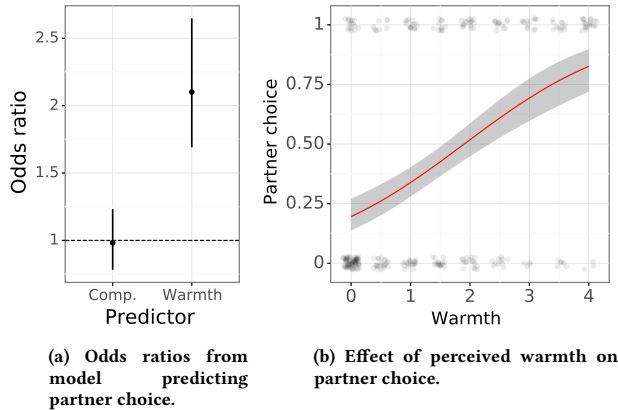 Odds ratio
2.5
2
1.5
1
Comp. Warmth
Predictor
Partner choice
1
0.75
0.50
0.25
0
0 1 2 3 4
Warmth
(a) Odds ratios from
model predicting
partner choice.
(b) Effect of perceived warmth on
partner choice.